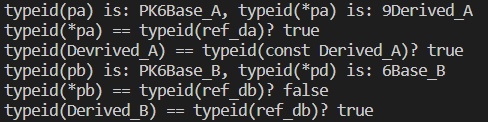 typeid(pa) is: PK6Base_A, typeid(*pa) is: 9Derived_A
typeid(*pa) == typeid(ref_da)? true
typeid(Devrived_A) == typeid(const Derived_A)? true
typeid(pb) is: PK6Base_B, typeid(*pd) is: 6Base_B
typeid(*pb) == typeid(ref_db)? false
typeid(Derived_B) == typeid(ref_db)? true